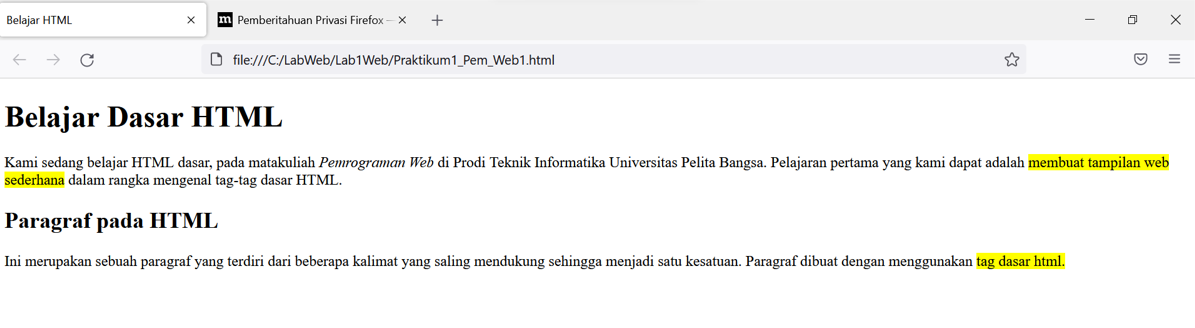 Belajar HTML
m Pemberitahuan Privasi Firefox —
file:///C:/LabWeb/Lab1Web/Praktikum1_Pem_Web1.html
Belajar Dasar HTML
Kami sedang belajar HTML dasar, pada matakuliah Pemrograman Web di Prodi Teknik Informatika Universitas Pelita Bangsa. Pelajaran pertama yang kami dapat adalah membuat tampilan web
sederhana dalam rangka mengenal tag-tag dasar HTML.
Paragraf pada HTML
Ini merupakan sebuah paragraf yang terdiri dari beberapa kalimat yang saling mendukung sehingga menjadi satu kesatuan. Paragraf dibuat dengan menggunakan tag dasar html.